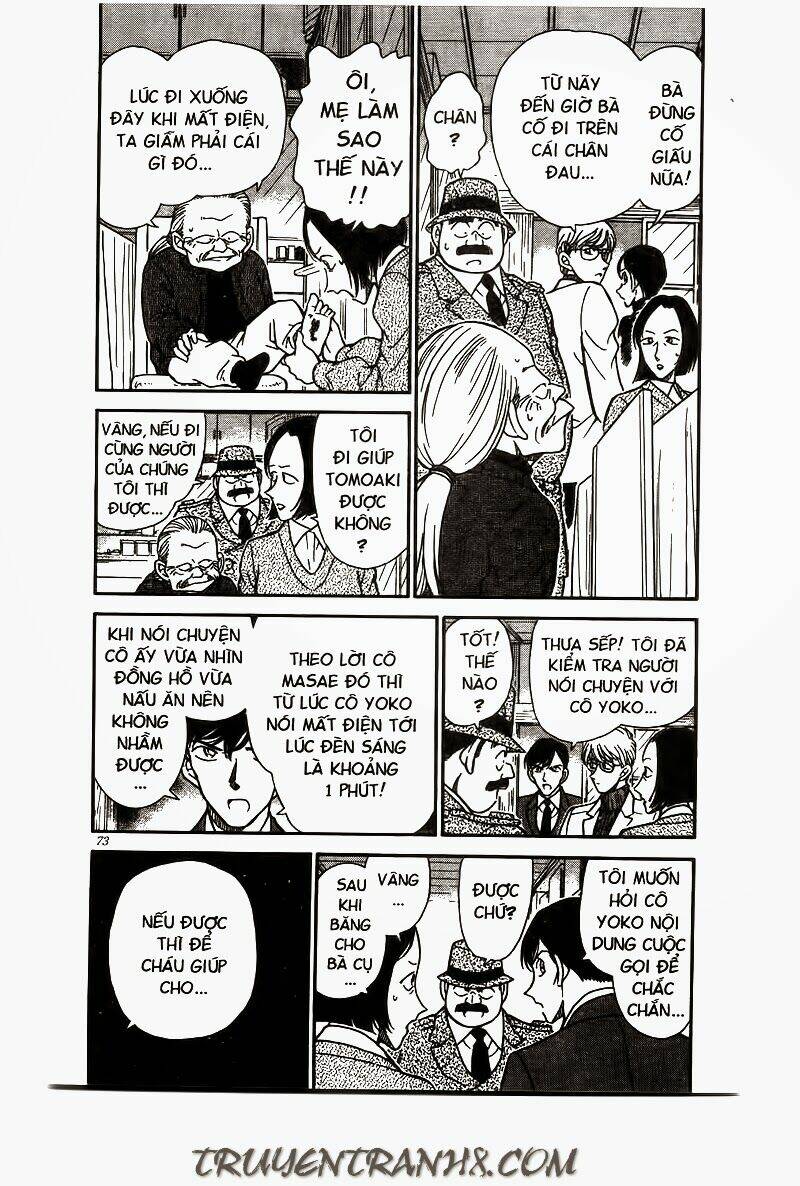 BÀ
ĐỪNG
CỐ
GIẤU
NỮA!
TỪ NÃY
ĐẾN GIỜ BÀ
CỐ ĐI TRÊN
CÁI CHÂN
ĐAU...
CHÂN
?
ÔI,
MẸ LÀM
SAO
THẾ NÀY
!!
LÚC ĐI XUỐNG
ĐÂY KHI MẤT ĐIỆN,
TA GIẪM PHẢI CÁI
GÌ ĐÓ...
TÔI
ĐI GIÚP
TOMOAKI
ĐƯỢC
KHÔNG
?
VÂNG, NẾU ĐI
CÙNG NGƯỜI
CỦA CHÚNG
TÔI THÌ
ĐƯỢC...
THƯA SẾP! TÔI ĐÃ
KIỂM TRA NGƯỜI
NÓI CHUYỆN VỚI
CÔ YOKO...
TỐT!
THẾ
NÀO
?
THEO LỜI CÔ
MASAE ĐÓ THÌ
TỪ LÚC CÔ YOKO
NÓI MẤT ĐIỆN TỚI
LÚC ĐÈN SÁNG
LÀ KHOẢNG
1 PHÚT!
KHI NÓI CHUYỆN
CÔ ẤY VỪA NHÌN
ĐỒNG HỒ VỪA
NẤU ĂN NÊN
KHÔNG
NHẦM
ĐƯỢC
...
73
TÔI MUỐN
HỎI CÔ
YOKO NỘI
DUNG CUỘC
GỌI ĐỂ
CHẮC
CHẮN...
ĐƯỢC
CHỨ?
VÂNG
...
SAU
KHI
BĂNG
CHO
BÀ CỤ
...
NẾU ĐƯỢC
THÌ ĐỂ
CHÁU GIÚP
CHO...
TRUYENTRANH8.COM